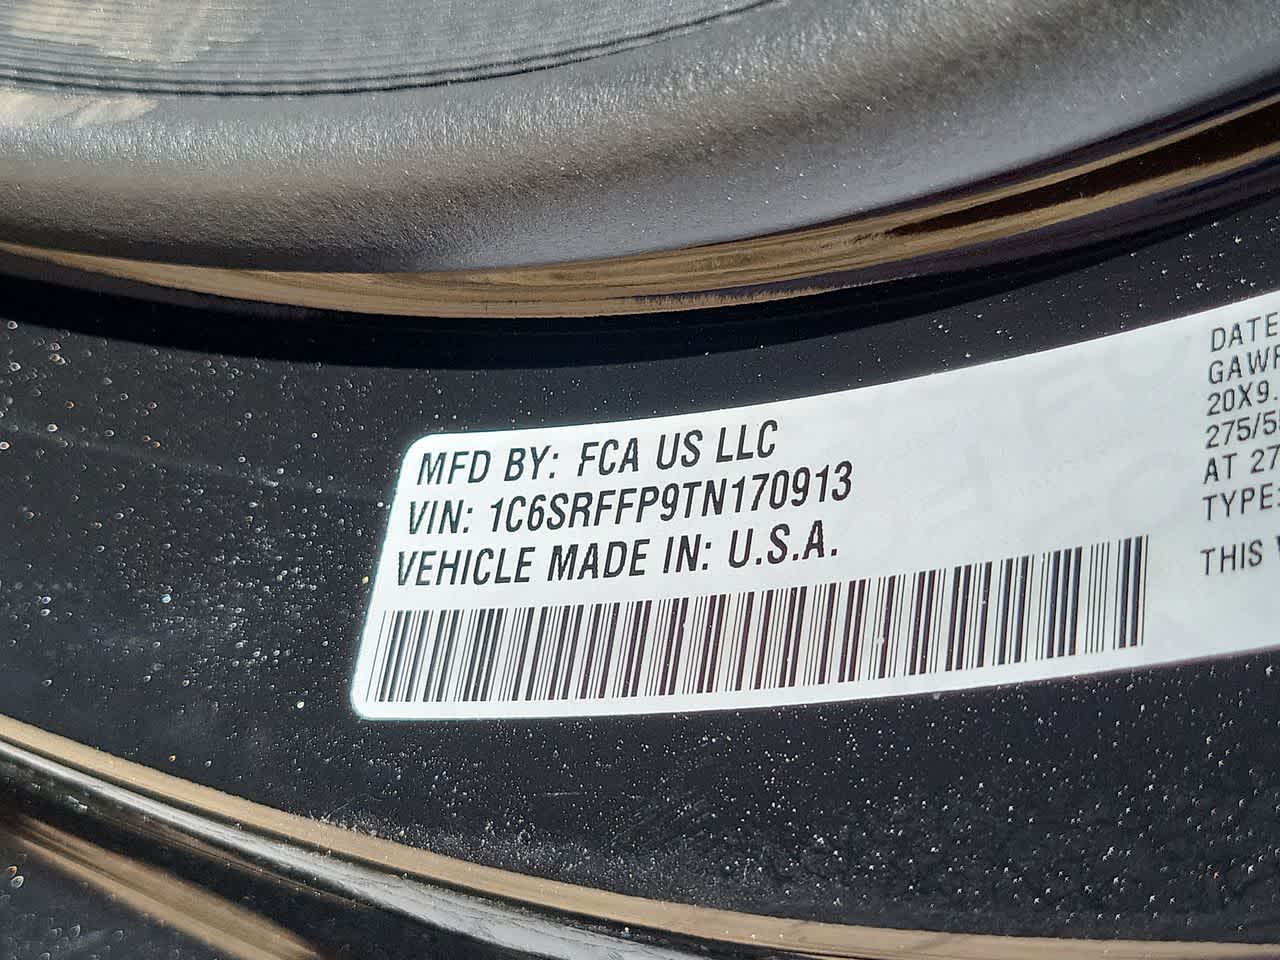 MFD BY: FCA US LLC
VIN: 1C6SRFFP9TN170913
VEHICLE MADE IN: U.S.A.
DATE
GAWR
20X9.
275/5
AT 27
TYPE:
THIS